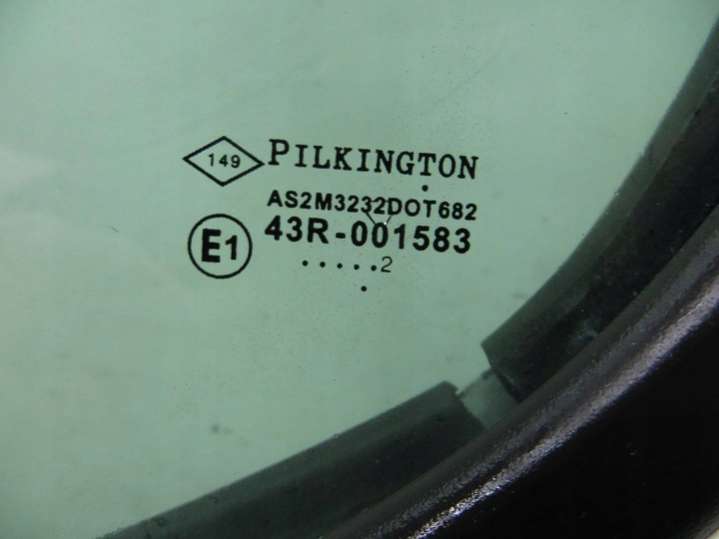 149 PILKINGTON
AS2M3232DOT682
E1 43R-001583
.....2